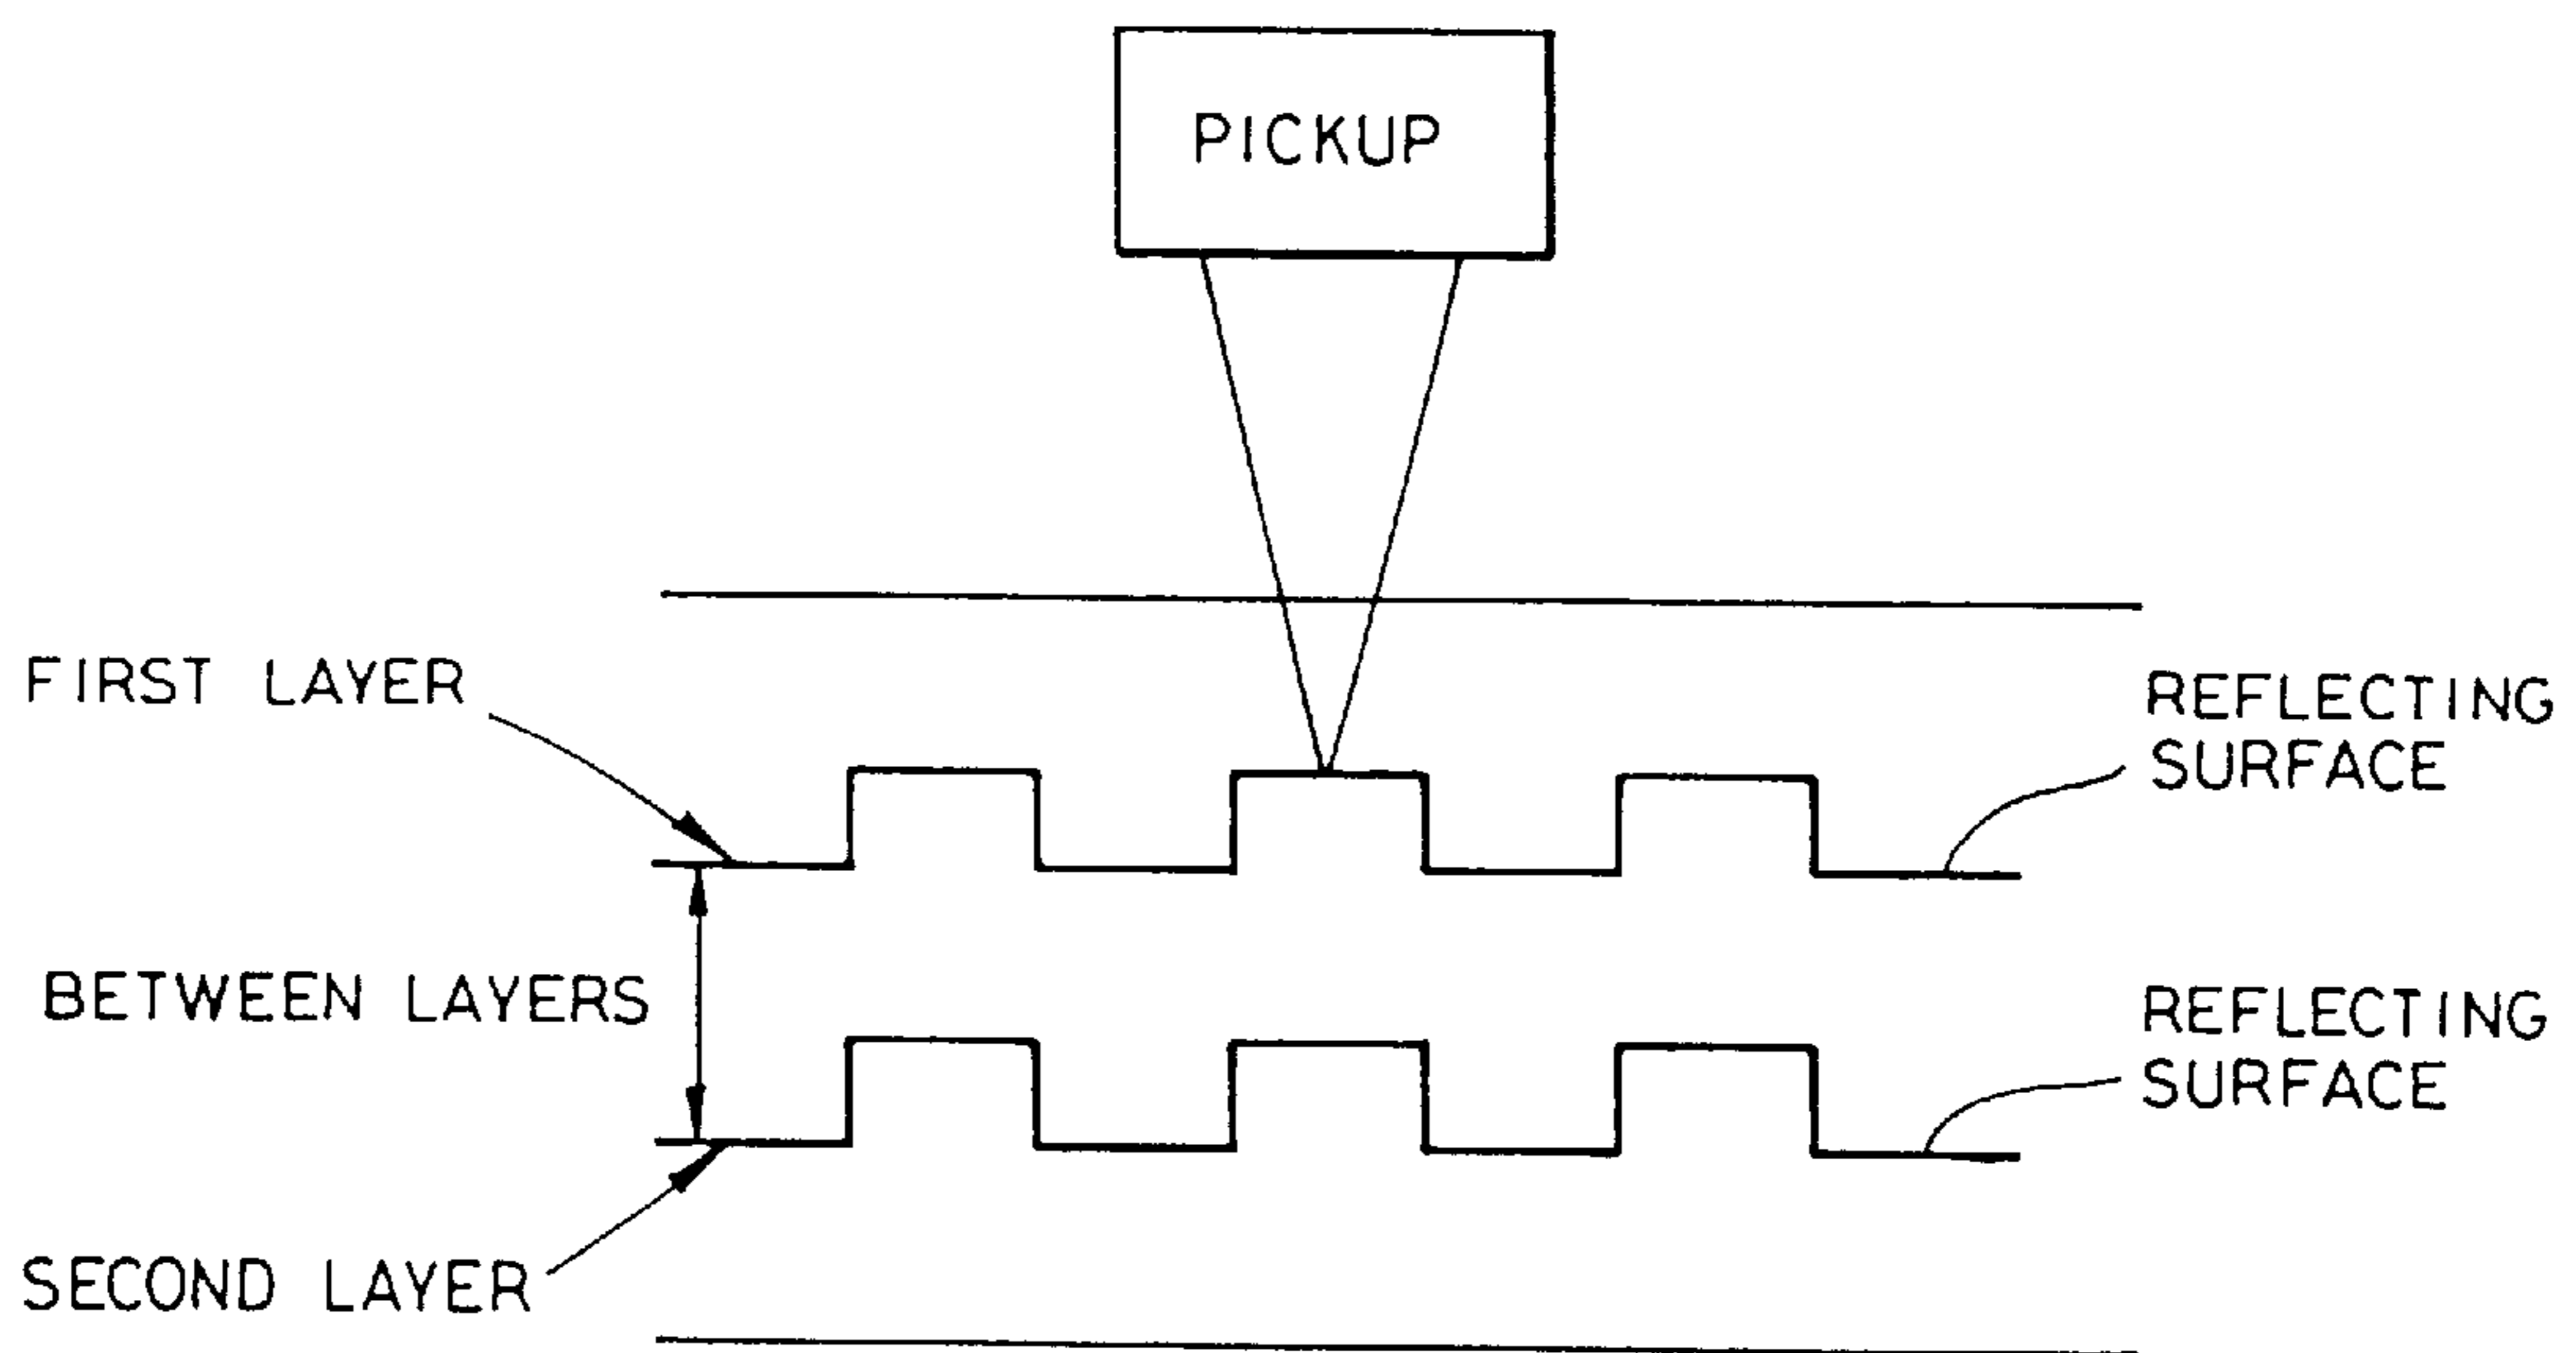 PICKUP
FIRST LAYER
REFLECTING
SURFACE
BETWEEN LAYERS
REFLECTING
SURFACE
SECOND LAYER